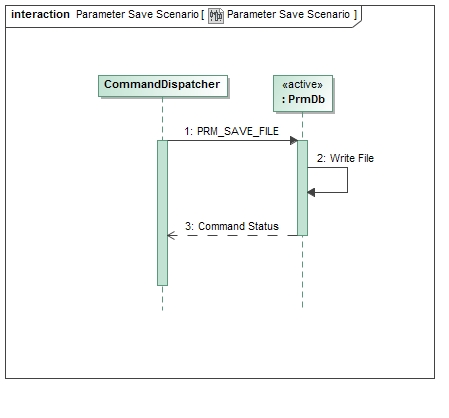 interaction Parameter Save Scenario [ Parameter Save Scenario ]
CommandDispatcher
«active»
: PrmDb
1: PRM_SAVE_FILE
2: Write File
3: Command Status